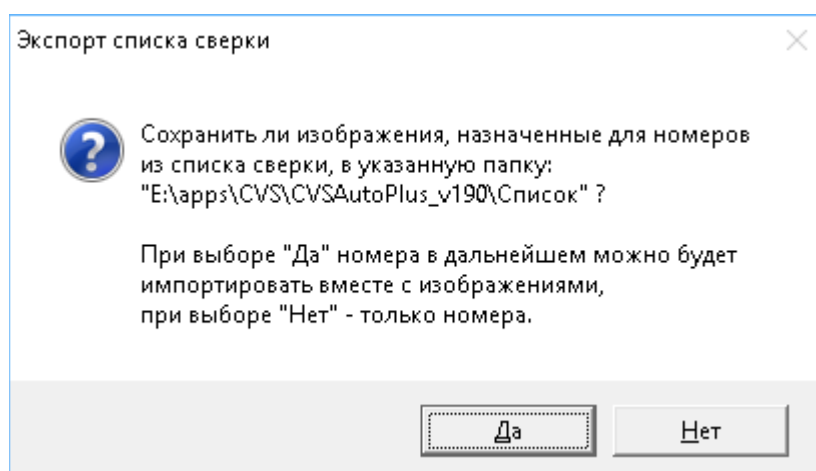 Экспорт списка сверки
Сохранить ли изображения, назначенные для номеров
из списка сверки, в указанную папку:
"E:\apps\CVS\CVSAutoPlus_v190\Список" ?
При выборе "Да" номера в дальнейшем можно будет
импортировать вместе с изображениями,
при выборе "Нет" - только номера.
Да
Нет